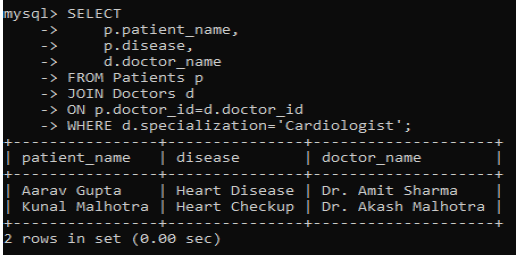 mysql> SELECT
    ->     p.patient_name,
    ->     p.disease,
    ->     d.doctor_name
    -> FROM Patients p
    -> JOIN Doctors d
    -> ON p.doctor_id=d.doctor_id
    -> WHERE d.specialization='Cardiologist';
+----------------+---------------+--------------------+
| patient_name   | disease       | doctor_name        |
+----------------+---------------+--------------------+
| Aarav Gupta    | Heart Disease | Dr. Amit Sharma    |
| Kunal Malhotra | Heart Checkup | Dr. Akash Malhotra |
+----------------+---------------+--------------------+
2 rows in set (0.00 sec)